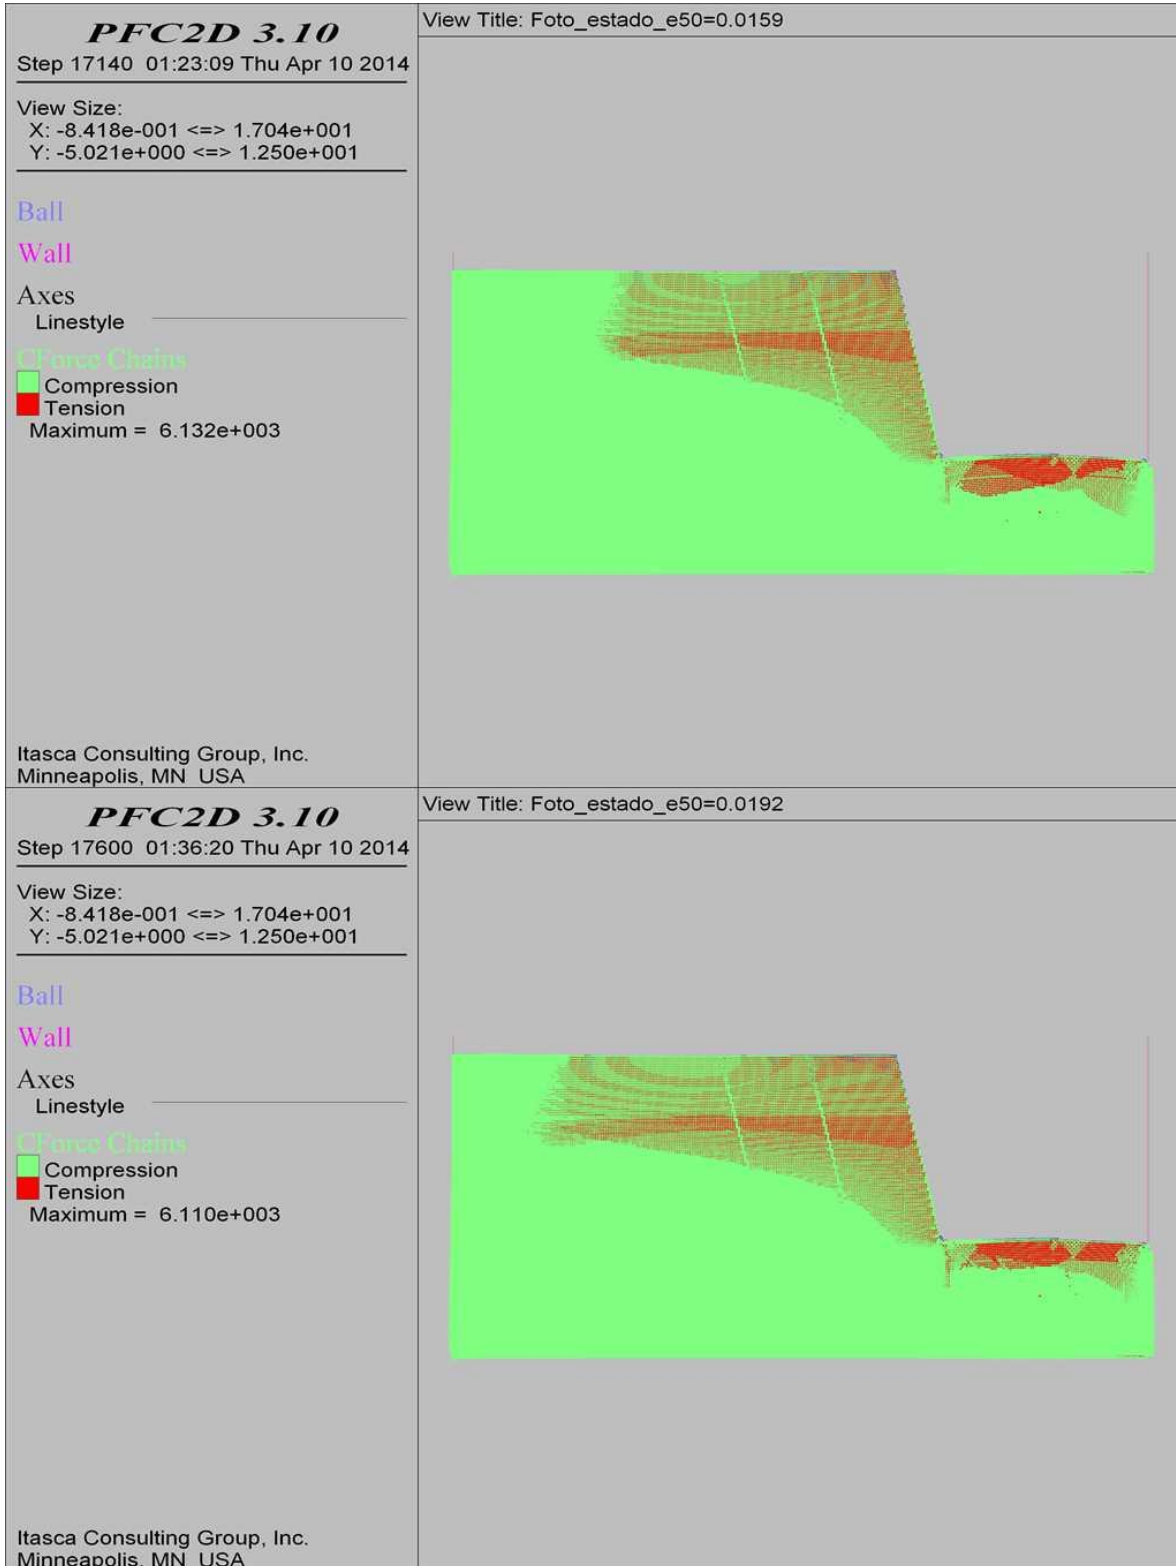 PFC2D 3.10
Step 17140 01:23:09 Thu Apr 10 2014
View Size:
X: -8.418e-001 <=> 1.704e+001
Y: -5.021e+000 <=> 1.250e+001
Ball
Wall
Axes
Linestyle
CForce Chains
Compression
Tension
Maximum = 6.132e+003
Itasca Consulting Group, Inc.
Minneapolis, MN USA
View Title: Foto_estado_e50=0.0159
PFC2D 3.10
Step 17600 01:36:20 Thu Apr 10 2014
View Size:
X: -8.418e-001 <=> 1.704e+001
Y: -5.021e+000 <=> 1.250e+001
Ball
Wall
Axes
Linestyle
CForce Chains
Compression
Tension
Maximum = 6.110e+003
Itasca Consulting Group, Inc.
Minneapolis, MN USA
View Title: Foto_estado_e50=0.0192